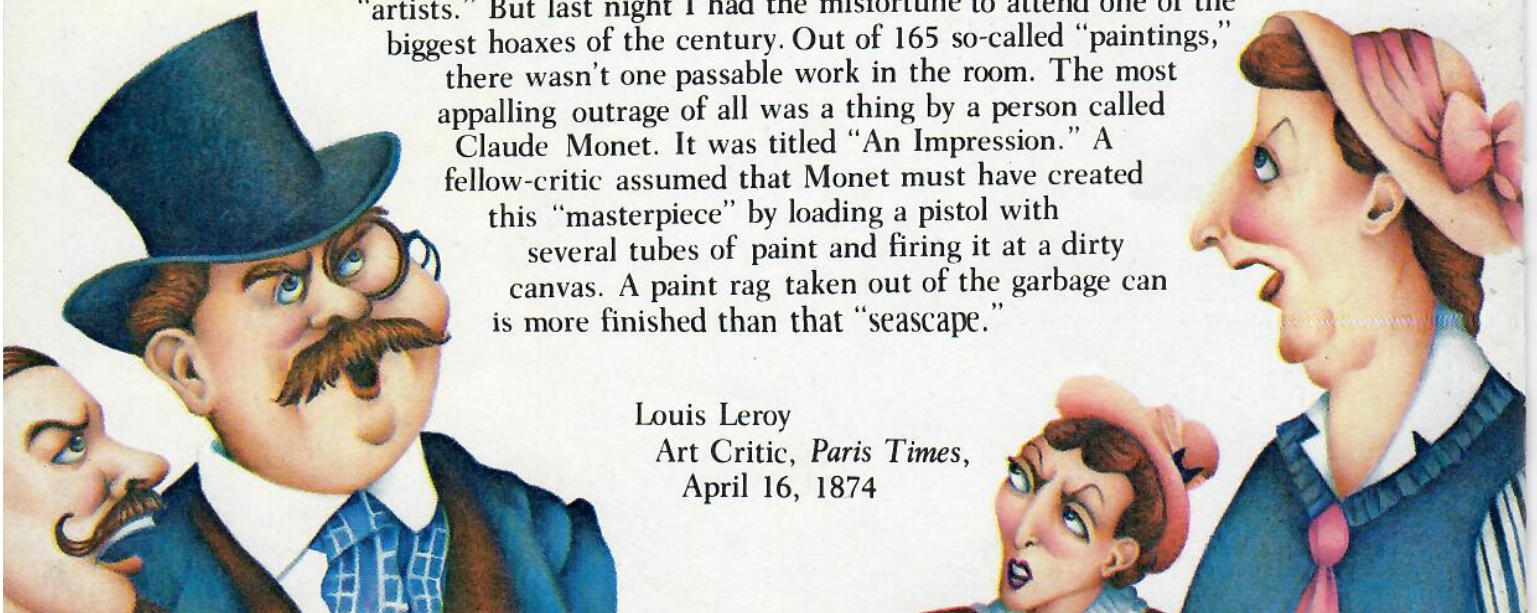 "artists." But last night I had the misfortune to attend one of the
biggest hoaxes of the century. Out of 165 so-called "paintings,"
there wasn't one passable work in the room. The most
appalling outrage of all was a thing by a person called
Claude Monet. It was titled "An Impression." A
fellow-critic assumed that Monet must have created
this "masterpiece" by loading a pistol with
several tubes of paint and firing it at a dirty
canvas. A paint rag taken out of the garbage can
is more finished than that "seascape."
Louis Leroy
Art Critic, Paris Times,
April 16, 1874